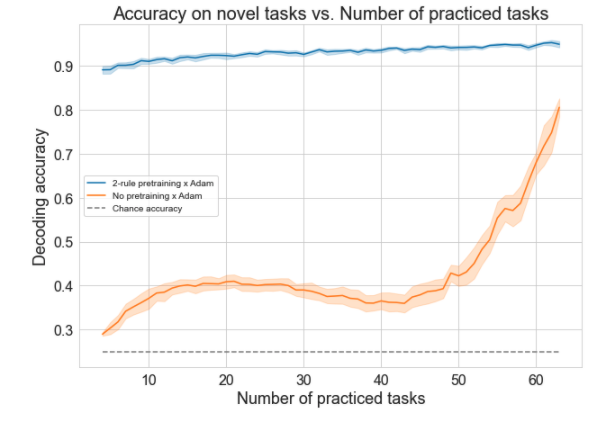 Accuracy on novel tasks vs. Number of practiced tasks
Decoding accuracy
0.9
0.8
0.7
0.6
0.5
0.4
0.3
2-rule pretraining x Adam
No pretraining x Adam
Chance accuracy
10 20 30 40 50 60
Number of practiced tasks